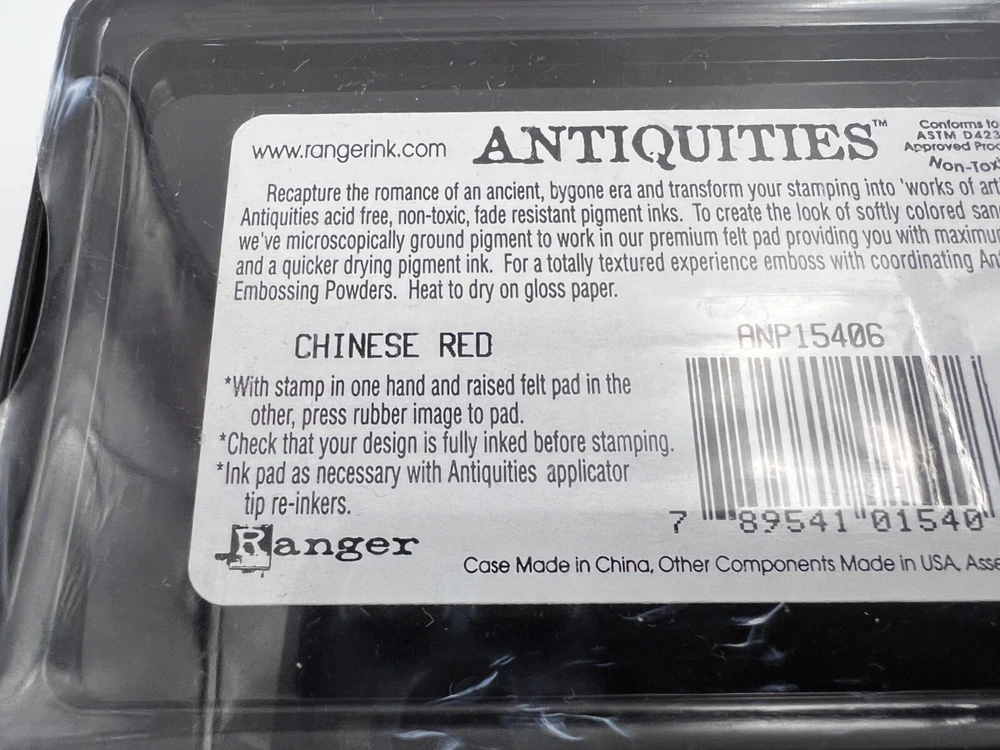 www.rangerink.com ANTIQUITIES™ Conforms to
ASTM D423
Approved
Non-Tox
Recapture the romance of an ancient, bygone era and transform your stamping into 'works of art
Antiquities acid free, non-toxic, fade resistant pigment inks. To create the look of softly colored
we've microscopically ground pigment to work in our premium felt pad providing you with
and a quicker drying pigment ink. For a totally textured experience emboss with coordinating
Embossing Powders. Heat to dry on gloss paper.
CHINESE RED
ANP15406
*With stamp in one hand and raised felt pad in the
other, press rubber image to pad.
*Check that your design is fully inked before stamping.
*Ink pad as necessary with Antiquities applicator
tip re-inkers.
7 89541 01540
Ranger
Case Made in China, Other Components Made in USA,